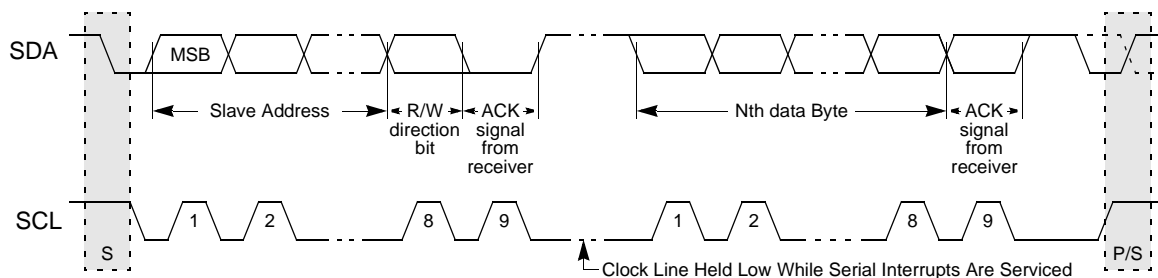 SDA
MSB
Slave Address
R/W
direction
bit
ACK
signal
from
receiver
Nth data Byte
ACK
signal
from
receiver
SCL
1
2
8
9
1
2
8
9
S
P/S
Clock Line Held Low While Serial Interrupts Are Serviced